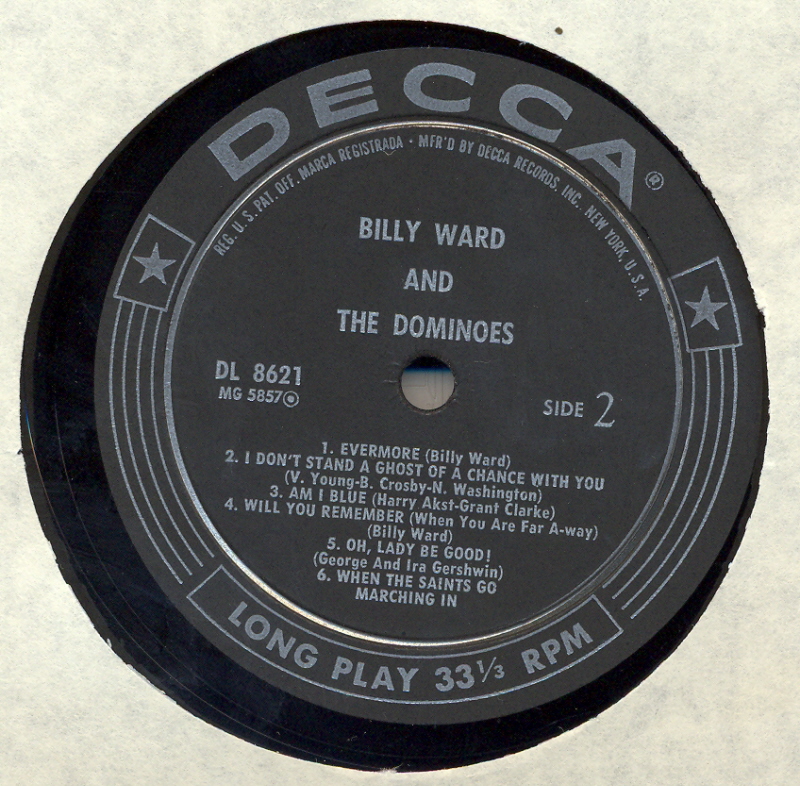 DECCA®
REG. U.S. PAT. OFF. MARCA REGISTRADA • MFR'D BY DECCA RECORDS, INC., NEW YORK, U.S.A.
BILLY WARD
AND
THE DOMINOES
DL 8621
MG 5857
SIDE 2
1. EVERMORE (Billy Ward)
2. I DON'T STAND A GHOST OF A CHANCE WITH YOU
(V. Young-B. Crosby-N. Washington)
3. AM I BLUE (Harry Akst-Grant Clarke)
4. WILL YOU REMEMBER (When You Are Far A-way)
(Billy Ward)
5. OH, LADY BE GOOD!
(George And Ira Gershwin)
6. WHEN THE SAINTS GO
MARCHING IN
LONG PLAY 33⅓ RPM